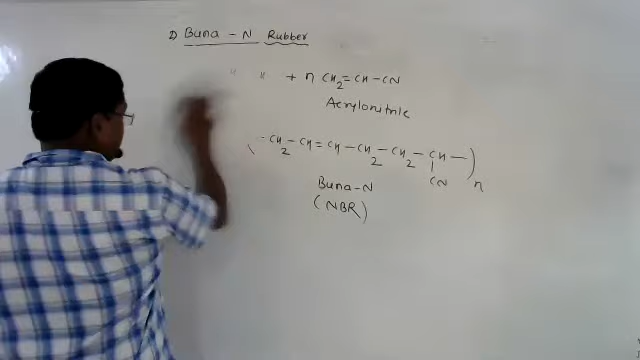 2) Buna - N Rubber
" " + n CH2=CH-CN
Acrylonitrile
(-CH2-CH=CH-CH2-CH2-CH-)n
CN
Buna-N
(NBR)